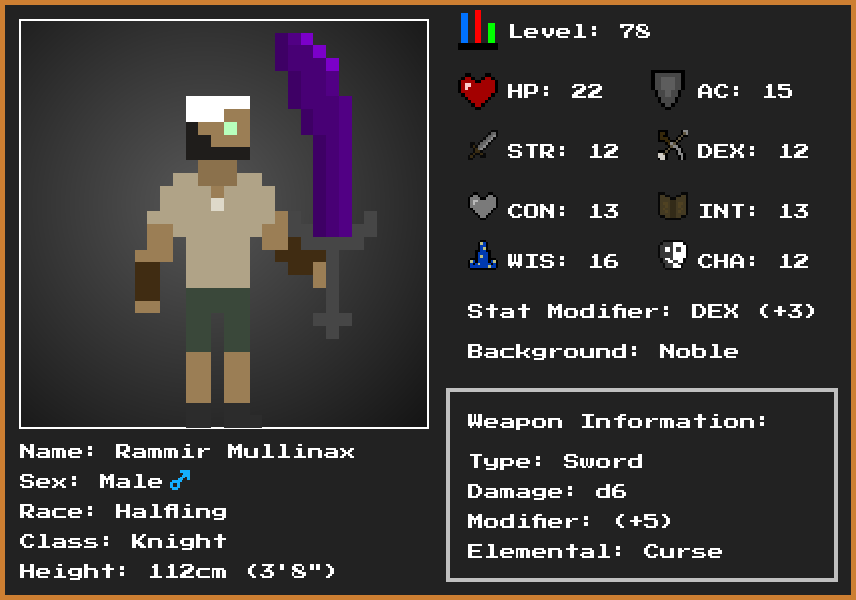 Level: 78
HP: 22 AC: 15
STR: 12 DEX: 12
CON: 13 INT: 13
WIS: 16 CHA: 12
Stat Modifier: DEX (+3)
Background: Noble
Weapon Information:
Type: Sword
Damage: d6
Modifier: (+5)
Elemental: Curse
Name: Rammir Mullinax
Sex: Male♂
Race: Halfling
Class: Knight
Height: 112cm (3'8")